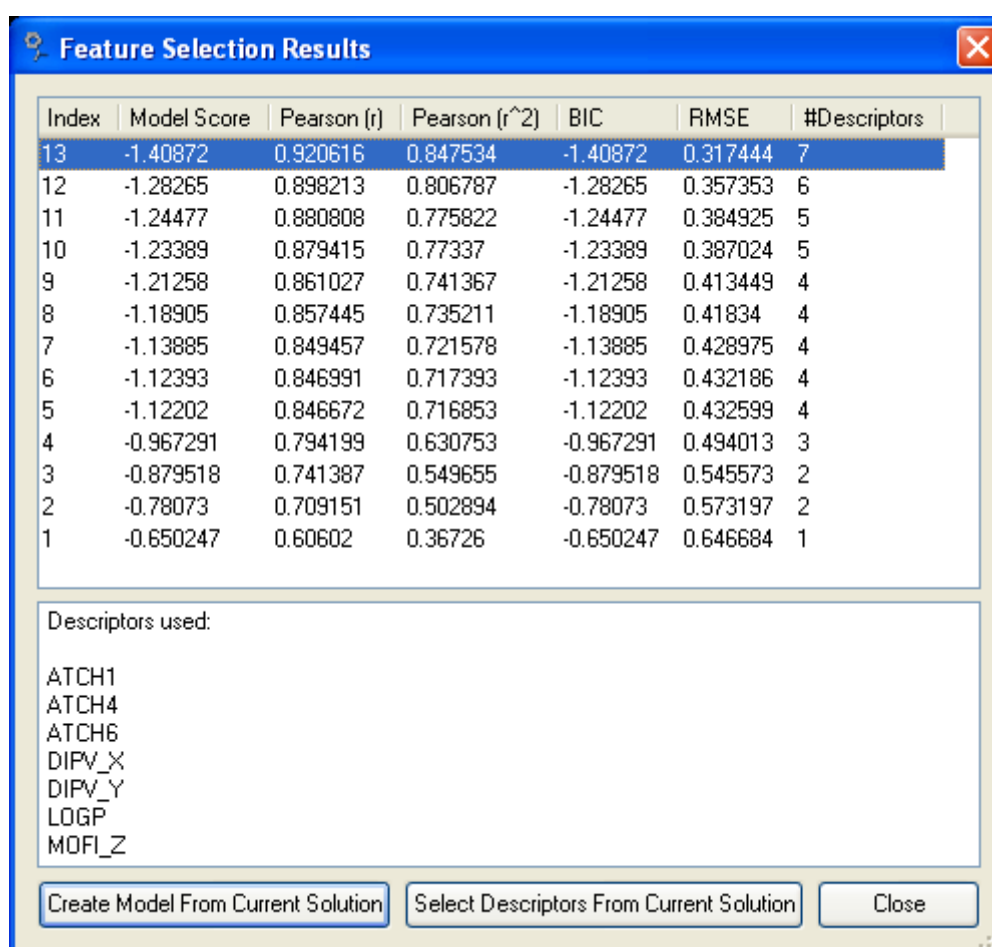 Feature Selection Results
Index Model Score Pearson (r) Pearson (r^2) BIC RMSE #Descriptors
13 -1.40872 0.920616 0.847534 -1.40872 0.317444 7
12 -1.28265 0.898213 0.806787 -1.28265 0.357353 6
11 -1.24477 0.880808 0.775822 -1.24477 0.384925 5
10 -1.23389 0.879415 0.77337 -1.23389 0.387024 5
9 -1.21258 0.861027 0.741367 -1.21258 0.413449 4
8 -1.18905 0.857445 0.735211 -1.18905 0.41834 4
7 -1.13885 0.849457 0.721578 -1.13885 0.428975 4
6 -1.12393 0.846991 0.717393 -1.12393 0.432186 4
5 -1.12202 0.846672 0.716853 -1.12202 0.432599 4
4 -0.967291 0.794199 0.630753 -0.967291 0.494013 3
3 -0.879518 0.741387 0.549655 -0.879518 0.545573 2
2 -0.78073 0.709151 0.502894 -0.78073 0.573197 2
1 -0.650247 0.60602 0.36726 -0.650247 0.646684 1
Descriptors used:
ATCH1
ATCH4
ATCH6
DIPV_X
DIPV_Y
LOGP
MOFI_Z
Create Model From Current Solution Select Descriptors From Current Solution Close